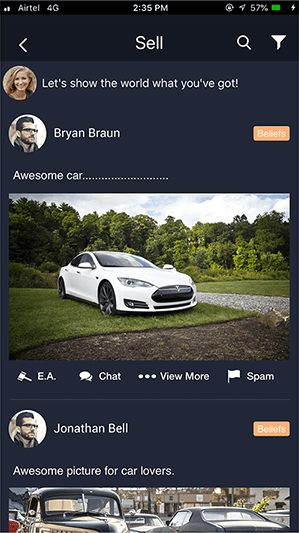 Airtel 4G 2:35 PM 57%
Sell
Let's show the world what you've got!
Bryan Braun Beliefs
Awesome car............................
E.A. Chat View More Spam
Jonathan Bell Beliefs
Awesome picture for car lovers.